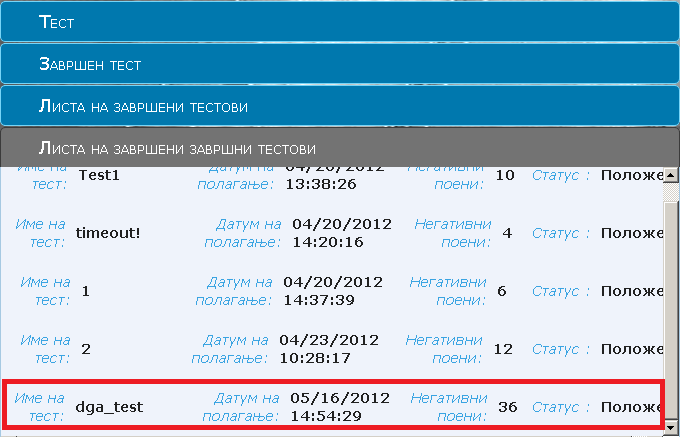 Тест
Завршен тест
Листа на завршени тестови
Листа на завршени завршни тестови
Име на тест: Test1 Датум на полагање: 04/20/2012 13:38:26 Негативни поени: 10 Статус : Положе
Име на тест: timeout! Датум на полагање: 04/20/2012 14:20:16 Негативни поени: 4 Статус : Положе
Име на тест: 1 Датум на полагање: 04/20/2012 14:37:39 Негативни поени: 6 Статус : Положе
Име на тест: 2 Датум на полагање: 04/23/2012 10:28:17 Негативни поени: 12 Статус : Положе
Име на тест: dga_test Датум на полагање: 05/16/2012 14:54:29 Негативни поени: 36 Статус : Положе